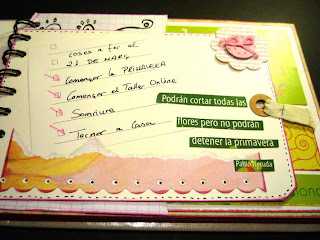 COSES A FER EL
21 DE MARÇ
Començar la PRIMAVERA
Començar el Taller Online
Somriure
Tornar a Casa
Podrán cortar todas las
flores pero no podrán
detener la primavera
Pablo Neruda